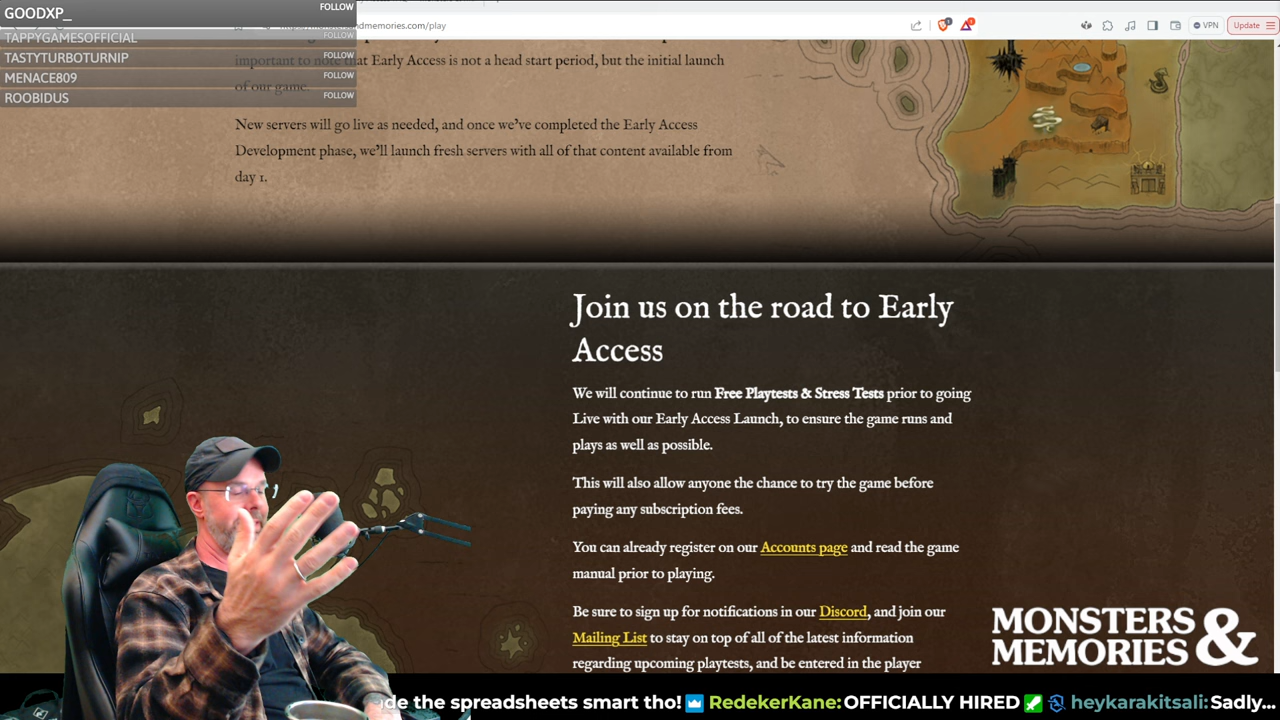 GOODXP_ FOLLOW
TAPPYGAMESOFFICIAL FOLLOW
TASTYTURBOTURNIP FOLLOW
MENACE809 FOLLOW
ROOBIDUS FOLLOW
ndmemories.com/play
VPN
Update
important to note that Early Access is not a head start period, but the initial launch
of our game.
New servers will go live as needed, and once we've completed the Early Access
Development phase, we'll launch fresh servers with all of that content available from
day 1.
Join us on the road to Early
Access
We will continue to run Free Playtests & Stress Tests prior to going
Live with our Early Access Launch, to ensure the game runs and
plays as well as possible.
This will also allow anyone the chance to try the game before
paying any subscription fees.
You can already register on our Accounts page and read the game
manual prior to playing.
Be sure to sign up for notifications in our Discord, and join our
Mailing List to stay on top of all of the latest information
regarding upcoming playtests, and be entered in the player
MONSTERS &
MEMORIES
de the spreadsheets smart tho! RedekerKane: OFFICIALLY HIRED heykarakitsali: Sadly...